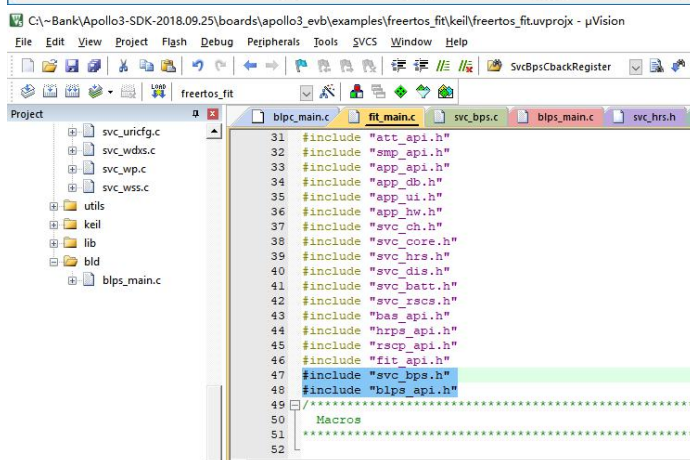 C:\~Bank\Apollo3-SDK-2018.09.25\boards\apollo3_evb\examples\freertos_fit\keil\freertos_fit.uvprojx - µVision
File Edit View Project Flash Debug Peripherals Tools SVCS Window Help
SvcBpsCbackRegister
LOAD freertos_fit
Project
blpc_main.c fit_main.c svc_bps.c blps_main.c svc_hrs.h
svc_uricfg.c
svc_wdxs.c
svc_wp.c
svc_wss.c
utils
keil
lib
bld
blps_main.c
31 #include "att_api.h"
32 #include "smp_api.h"
33 #include "app_api.h"
34 #include "app_db.h"
35 #include "app_ui.h"
36 #include "app_hw.h"
37 #include "svc_ch.h"
38 #include "svc_core.h"
39 #include "svc_hrs.h"
40 #include "svc_dis.h"
41 #include "svc_batt.h"
42 #include "svc_rscs.h"
43 #include "bas_api.h"
44 #include "hrps_api.h"
45 #include "rscp_api.h"
46 #include "fit_api.h"
47 #include "svc_bps.h"
48 #include "blps_api.h"
49 /****************************************************
50 Macros
51 *****************************************************
52